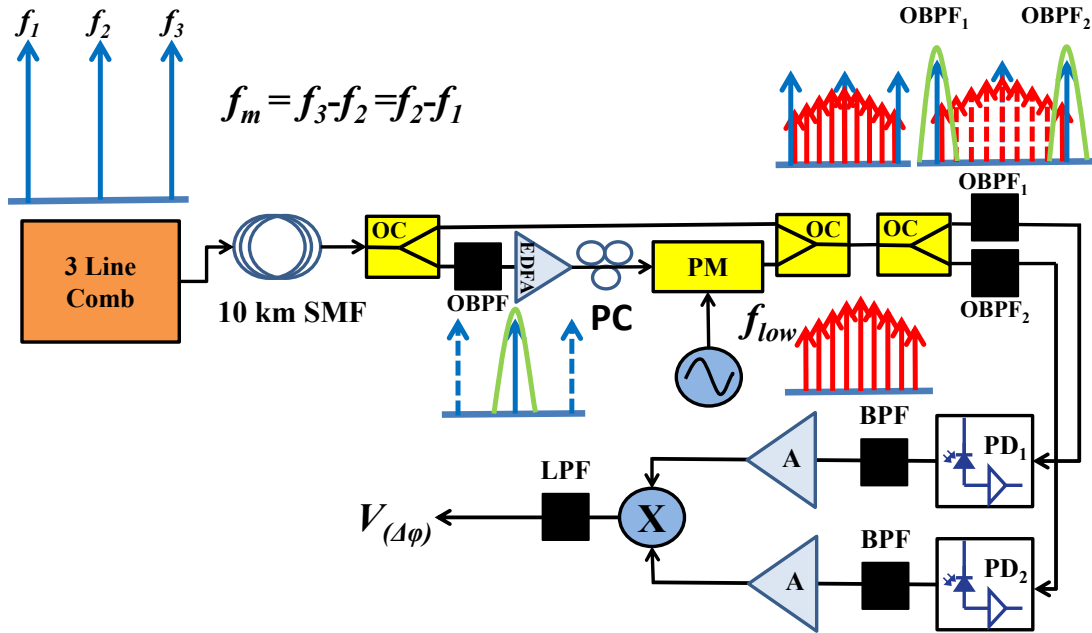 f1 f2 f3
fm = f3-f2 =f2-f1
OBPF1 OBPF2
3 Line
Comb
10 km SMF
OC
OBPF
EDFA
PC
PM
flow
OC
OC
OBPF1
OBPF2
BPF
PD1
A
LPF
X
V(Δφ)
BPF
PD2
A